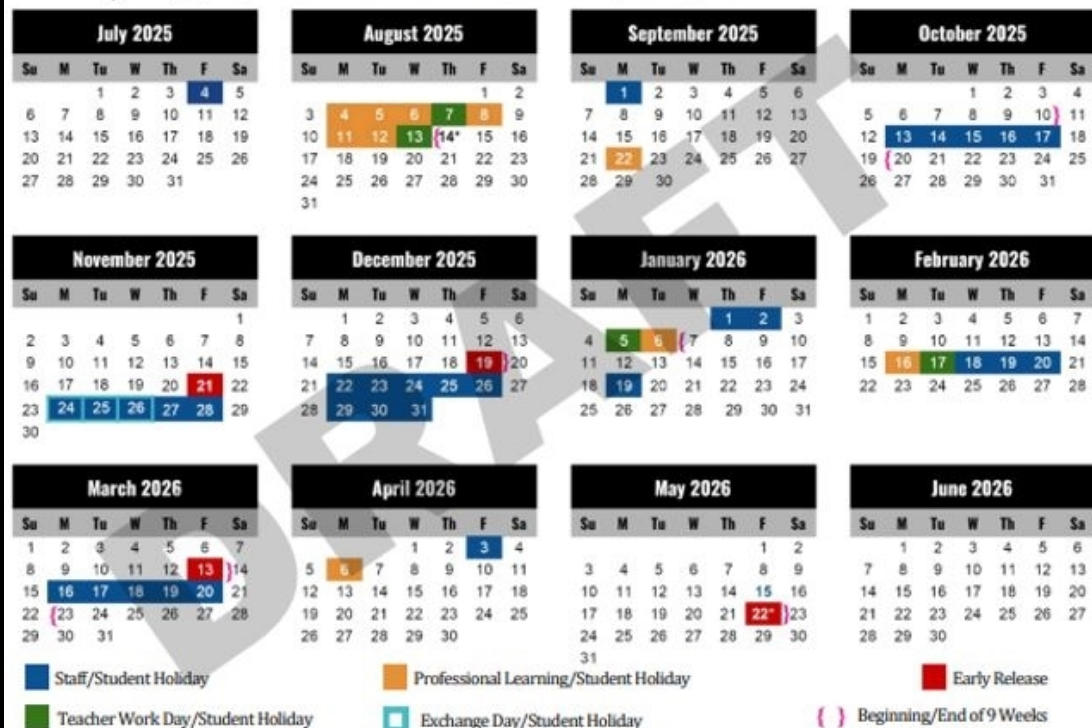 July 2025 August 2025 September 2025 October 2025
Su M Tu W Th F Sa Su M Tu W Th F Sa Su M Tu W Th F Sa Su M Tu W Th F Sa
1 2 3 4 5 1 2 1 2 3 4 5 6 1 2 3 4
6 7 8 9 10 11 12 3 4 5 6 7 8 9 7 8 9 10 11 12 13 5 6 7 8 9 10} 11
13 14 15 16 17 18 19 10 11 12 13 {14* 15 16 14 15 16 17 18 19 20 12 13 14 15 16 17 18
20 21 22 23 24 25 26 17 18 19 20 21 22 23 21 22 23 24 25 26 27 19 {20 21 22 23 24 25
27 28 29 30 31 24 25 26 27 28 29 30 28 29 30 26 27 28 29 30 31
31
November 2025 December 2025 January 2026 February 2026
Su M Tu W Th F Sa Su M Tu W Th F Sa Su M Tu W Th F Sa Su M Tu W Th F Sa
1 1 2 3 4 5 6 1 2 3 1 2 3 4 5 6 7
2 3 4 5 6 7 8 7 8 9 10 11 12 13 4 5 6 {7 8 9 10 8 9 10 11 12 13 14
9 10 11 12 13 14 15 14 15 16 17 18 19 }20 11 12 13 14 15 16 17 15 16 17 18 19 20 21
16 17 18 19 20 21 22 21 22 23 24 25 26 27 18 19 20 21 22 23 24 22 23 24 25 26 27 28
23 24 25 26 27 28 29 28 29 30 31 25 26 27 28 29 30 31
30
March 2026 April 2026 May 2026 June 2026
Su M Tu W Th F Sa Su M Tu W Th F Sa Su M Tu W Th F Sa Su M Tu W Th F Sa
1 2 3 4 5 6 7 1 2 3 4 1 2 1 2 3 4 5 6
8 9 10 11 12 13 }14 5 6 7 8 9 10 11 3 4 5 6 7 8 9 7 8 9 10 11 12 13
15 16 17 18 19 20 21 12 13 14 15 16 17 18 10 11 12 13 14 15 16 14 15 16 17 18 19 20
22 {23 24 25 26 27 28 19 20 21 22 23 24 25 17 18 19 20 21 22* }23 21 22 23 24 25 26 27
29 30 31 26 27 28 29 30 24 25 26 27 28 29 30 28 29 30
31
DRAFT
Staff/Student Holiday Professional Learning/Student Holiday Early Release
Teacher Work Day/Student Holiday Exchange Day/Student Holiday { } Beginning/End of 9 Weeks